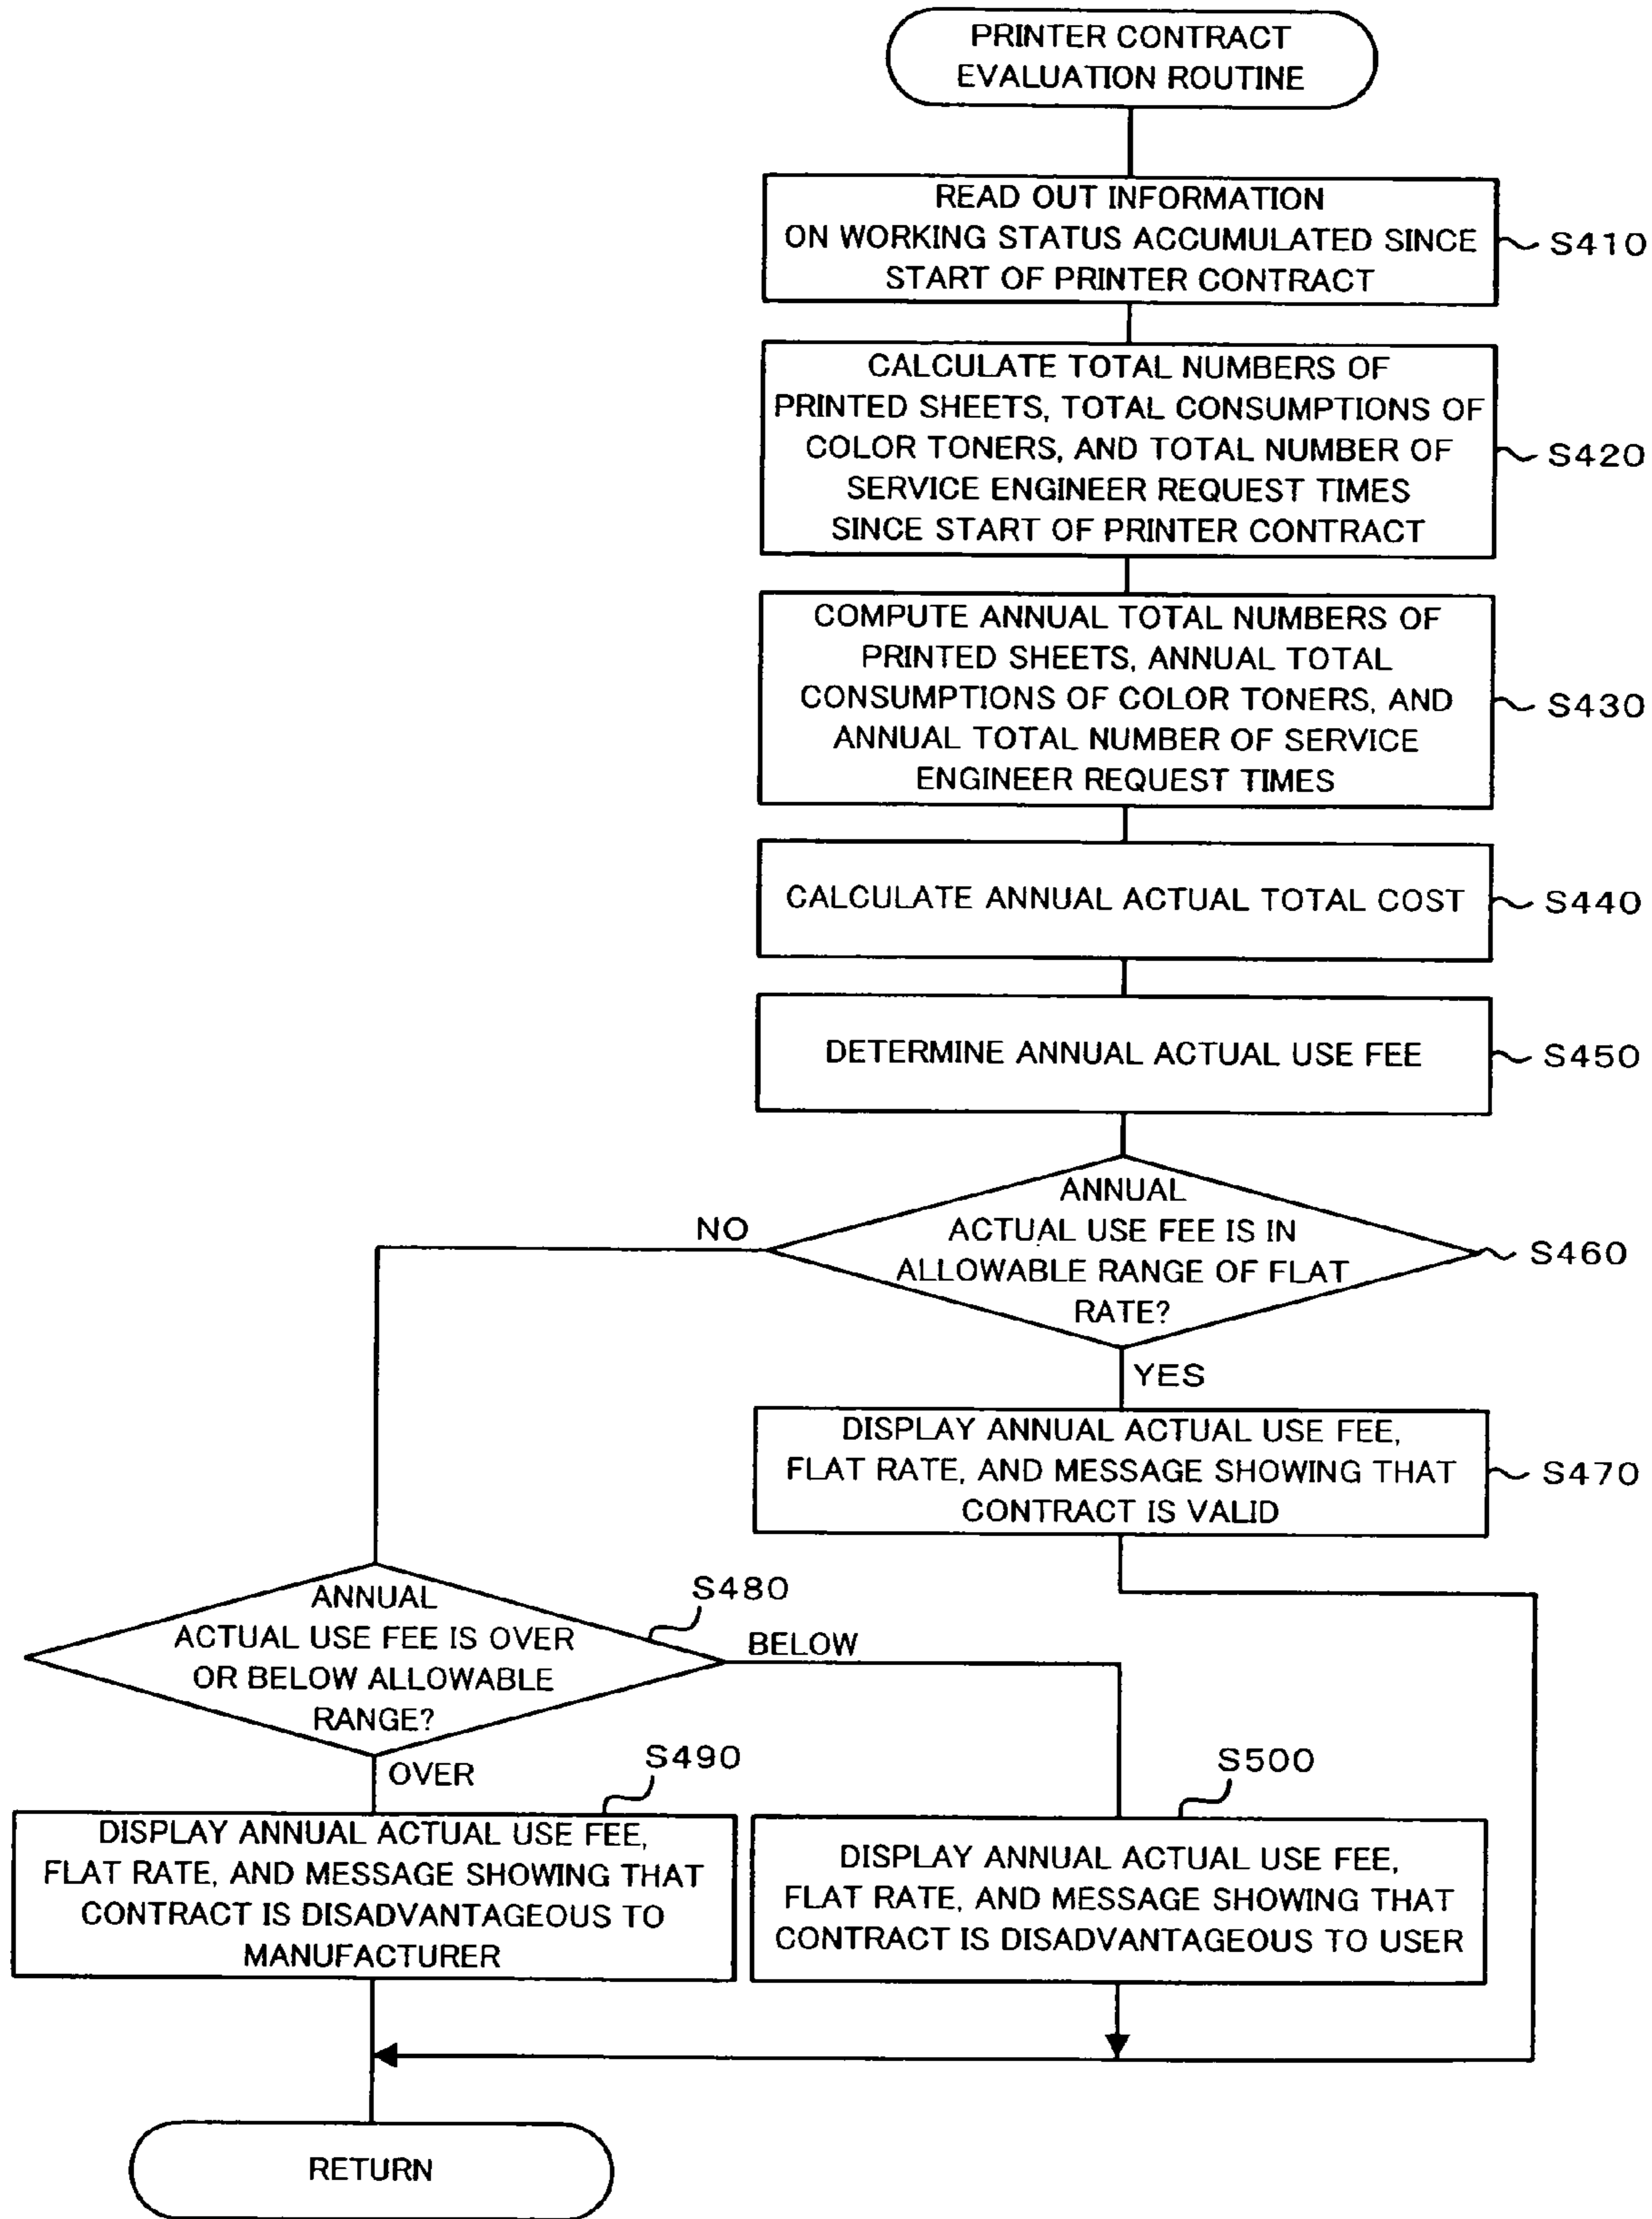 PRINTER CONTRACT
EVALUATION ROUTINE
READ OUT INFORMATION
ON WORKING STATUS ACCUMULATED SINCE
START OF PRINTER CONTRACT
S410
CALCULATE TOTAL NUMBERS OF
PRINTED SHEETS, TOTAL CONSUMPTIONS OF
COLOR TONERS, AND TOTAL NUMBER OF
SERVICE ENGINEER REQUEST TIMES
SINCE START OF PRINTER CONTRACT
S420
COMPUTE ANNUAL TOTAL NUMBERS OF
PRINTED SHEETS, ANNUAL TOTAL
CONSUMPTIONS OF COLOR TONERS, AND
ANNUAL TOTAL NUMBER OF SERVICE
ENGINEER REQUEST TIMES
S430
CALCULATE ANNUAL ACTUAL TOTAL COST
S440
DETERMINE ANNUAL ACTUAL USE FEE
S450
ANNUAL
ACTUAL USE FEE IS IN
ALLOWABLE RANGE OF FLAT
RATE?
S460
NO
YES
DISPLAY ANNUAL ACTUAL USE FEE,
FLAT RATE, AND MESSAGE SHOWING THAT
CONTRACT IS VALID
S470
ANNUAL
ACTUAL USE FEE IS OVER
OR BELOW ALLOWABLE
RANGE?
S480
BELOW
OVER
S490
DISPLAY ANNUAL ACTUAL USE FEE,
FLAT RATE, AND MESSAGE SHOWING THAT
CONTRACT IS DISADVANTAGEOUS TO
MANUFACTURER
S500
DISPLAY ANNUAL ACTUAL USE FEE,
FLAT RATE, AND MESSAGE SHOWING THAT
CONTRACT IS DISADVANTAGEOUS TO USER
RETURN